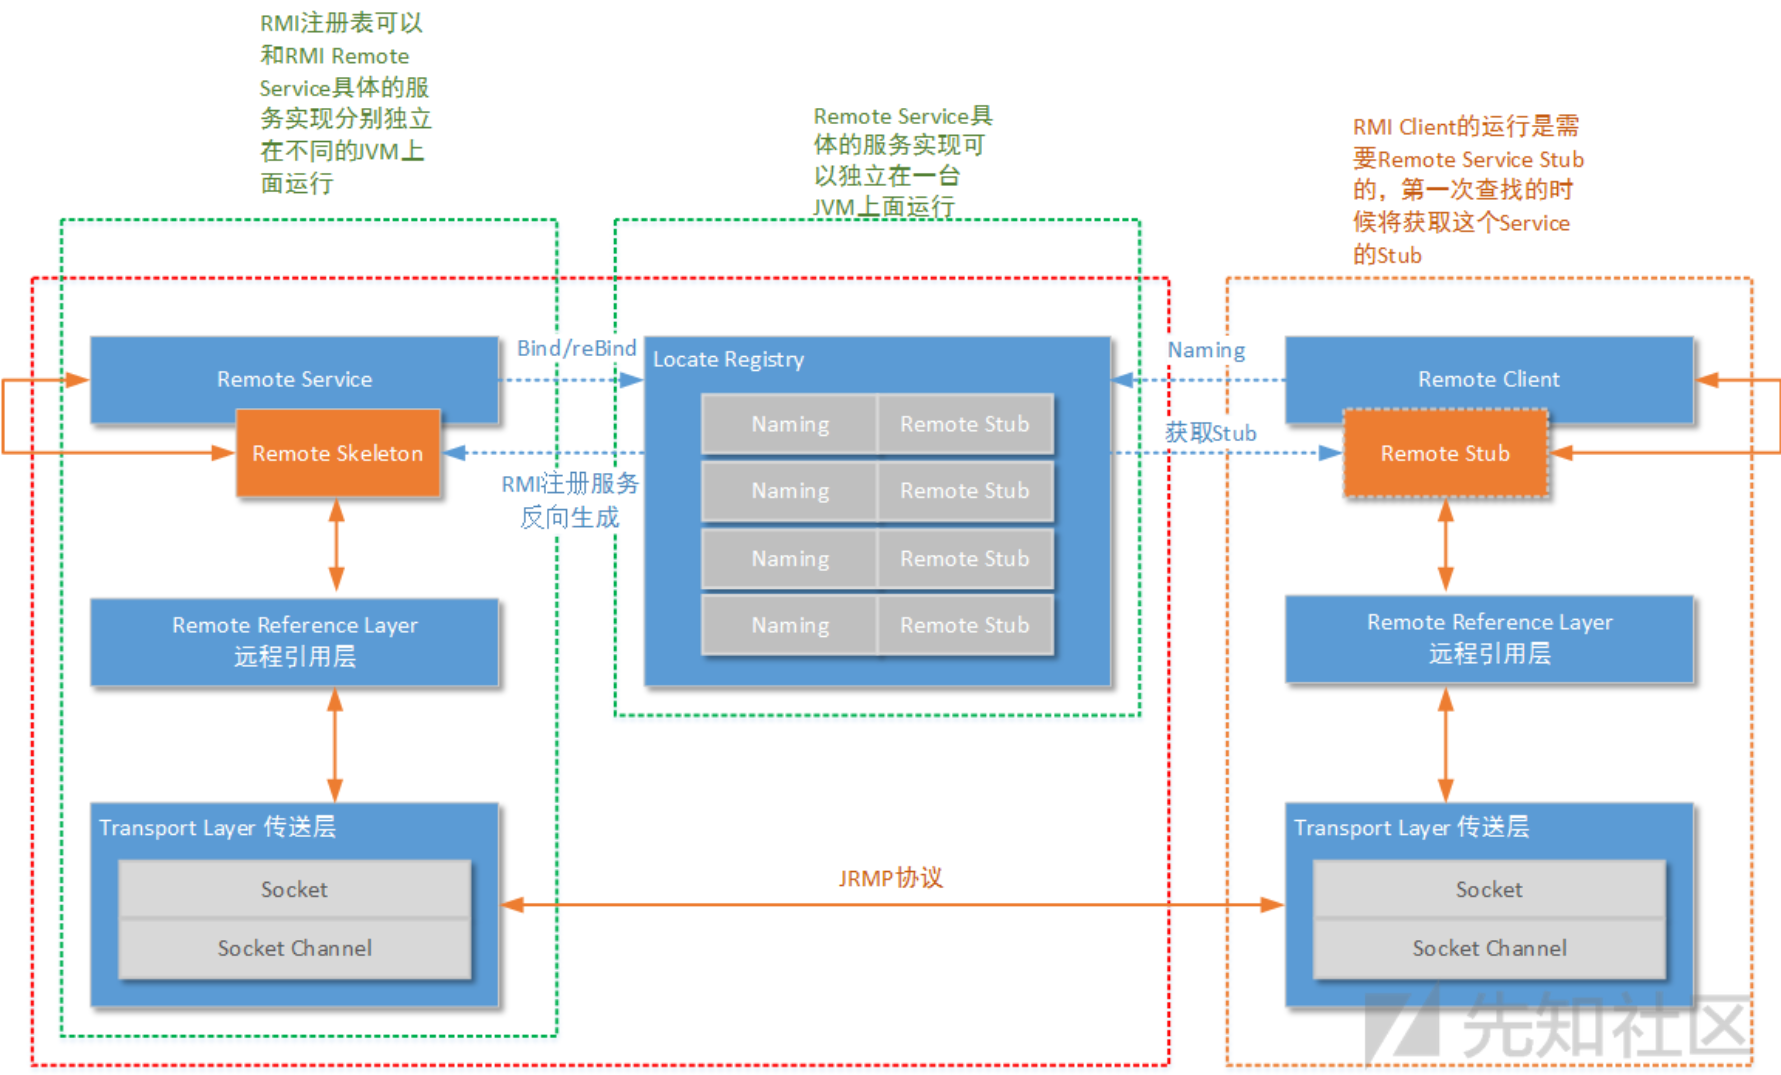 RMI注册表可以
和RMI Remote
Service具体的服
务实现分别独立
在不同的JVM上
面运行
Remote Service具
体的服务实现可
以独立在一台
JVM上面运行
RMI Client的运行是需
要Remote Service Stub
的，第一次查找的时
候将获取这个Service
的Stub
Remote Service
Remote Skeleton
Bind/reBind
RMI注册服务
反向生成
Locate Registry
Naming Remote Stub
Naming Remote Stub
Naming Remote Stub
Naming Remote Stub
Naming
获取Stub
Remote Client
Remote Stub
Remote Reference Layer
远程引用层
Remote Reference Layer
远程引用层
Transport Layer 传送层
Socket
Socket Channel
JRMP协议
Transport Layer 传送层
Socket
Socket Channel
先知社区